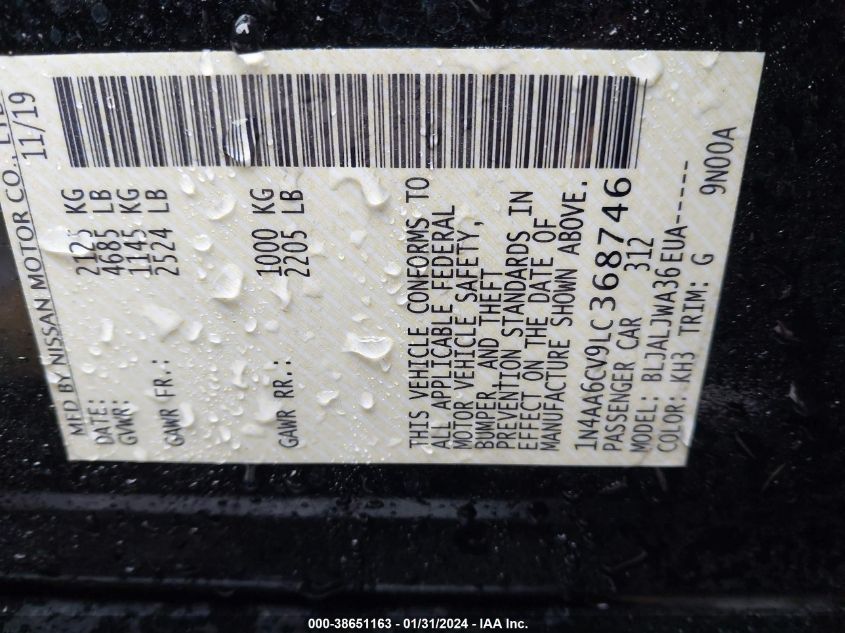 MFD BY NISSAN MOTOR CO., LTD
DATE: 11/19
GVWR: 2125 KG
4685 LB
GAWR FR.: 1145 KG
2524 LB
GAWR RR.: 1000 KG
2205 LB
THIS VEHICLE CONFORMS TO
ALL APPLICABLE FEDERAL
MOTOR VEHICLE SAFETY,
BUMPER, AND THEFT
PREVENTION STANDARDS IN
EFFECT ON THE DATE OF
MANUFACTURE SHOWN ABOVE.
1N4AA6CV9LC368746
PASSENGER CAR 312
MODEL: BLJALJWA36EUA-----
COLOR: KH3 TRIM: G 9N00A
000-38651163 - 01/31/2024 - IAA Inc.